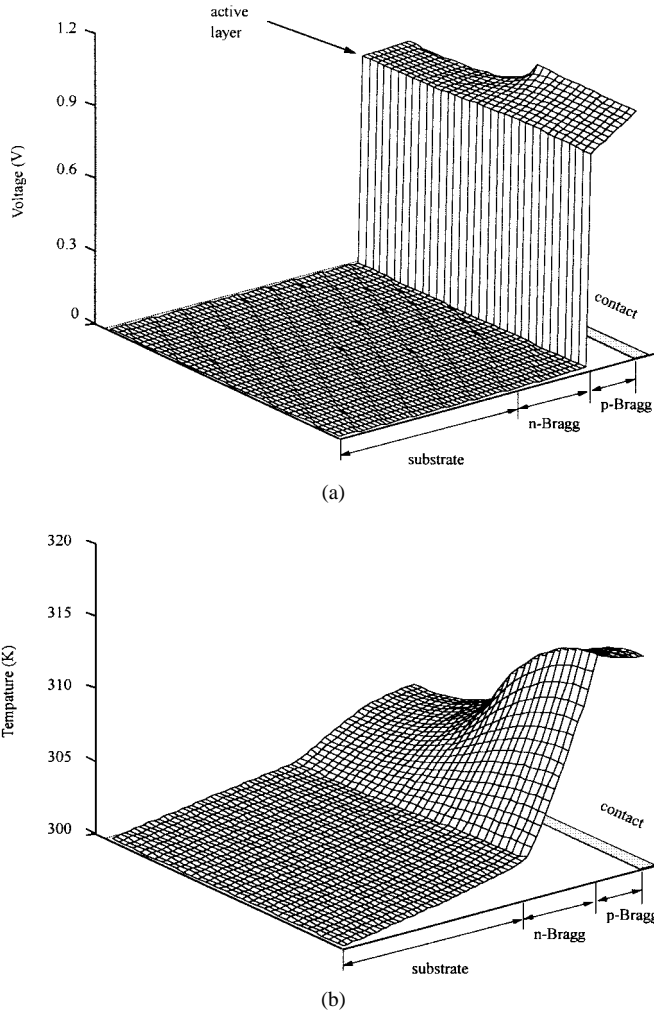 active
layer
1.2
0.9
0.6
0.3
0
Voltage (V)
contact
p-Bragg
n-Bragg
substrate
(a)
320
315
310
305
300
Tempature (K)
contact
p-Bragg
n-Bragg
substrate
(b)